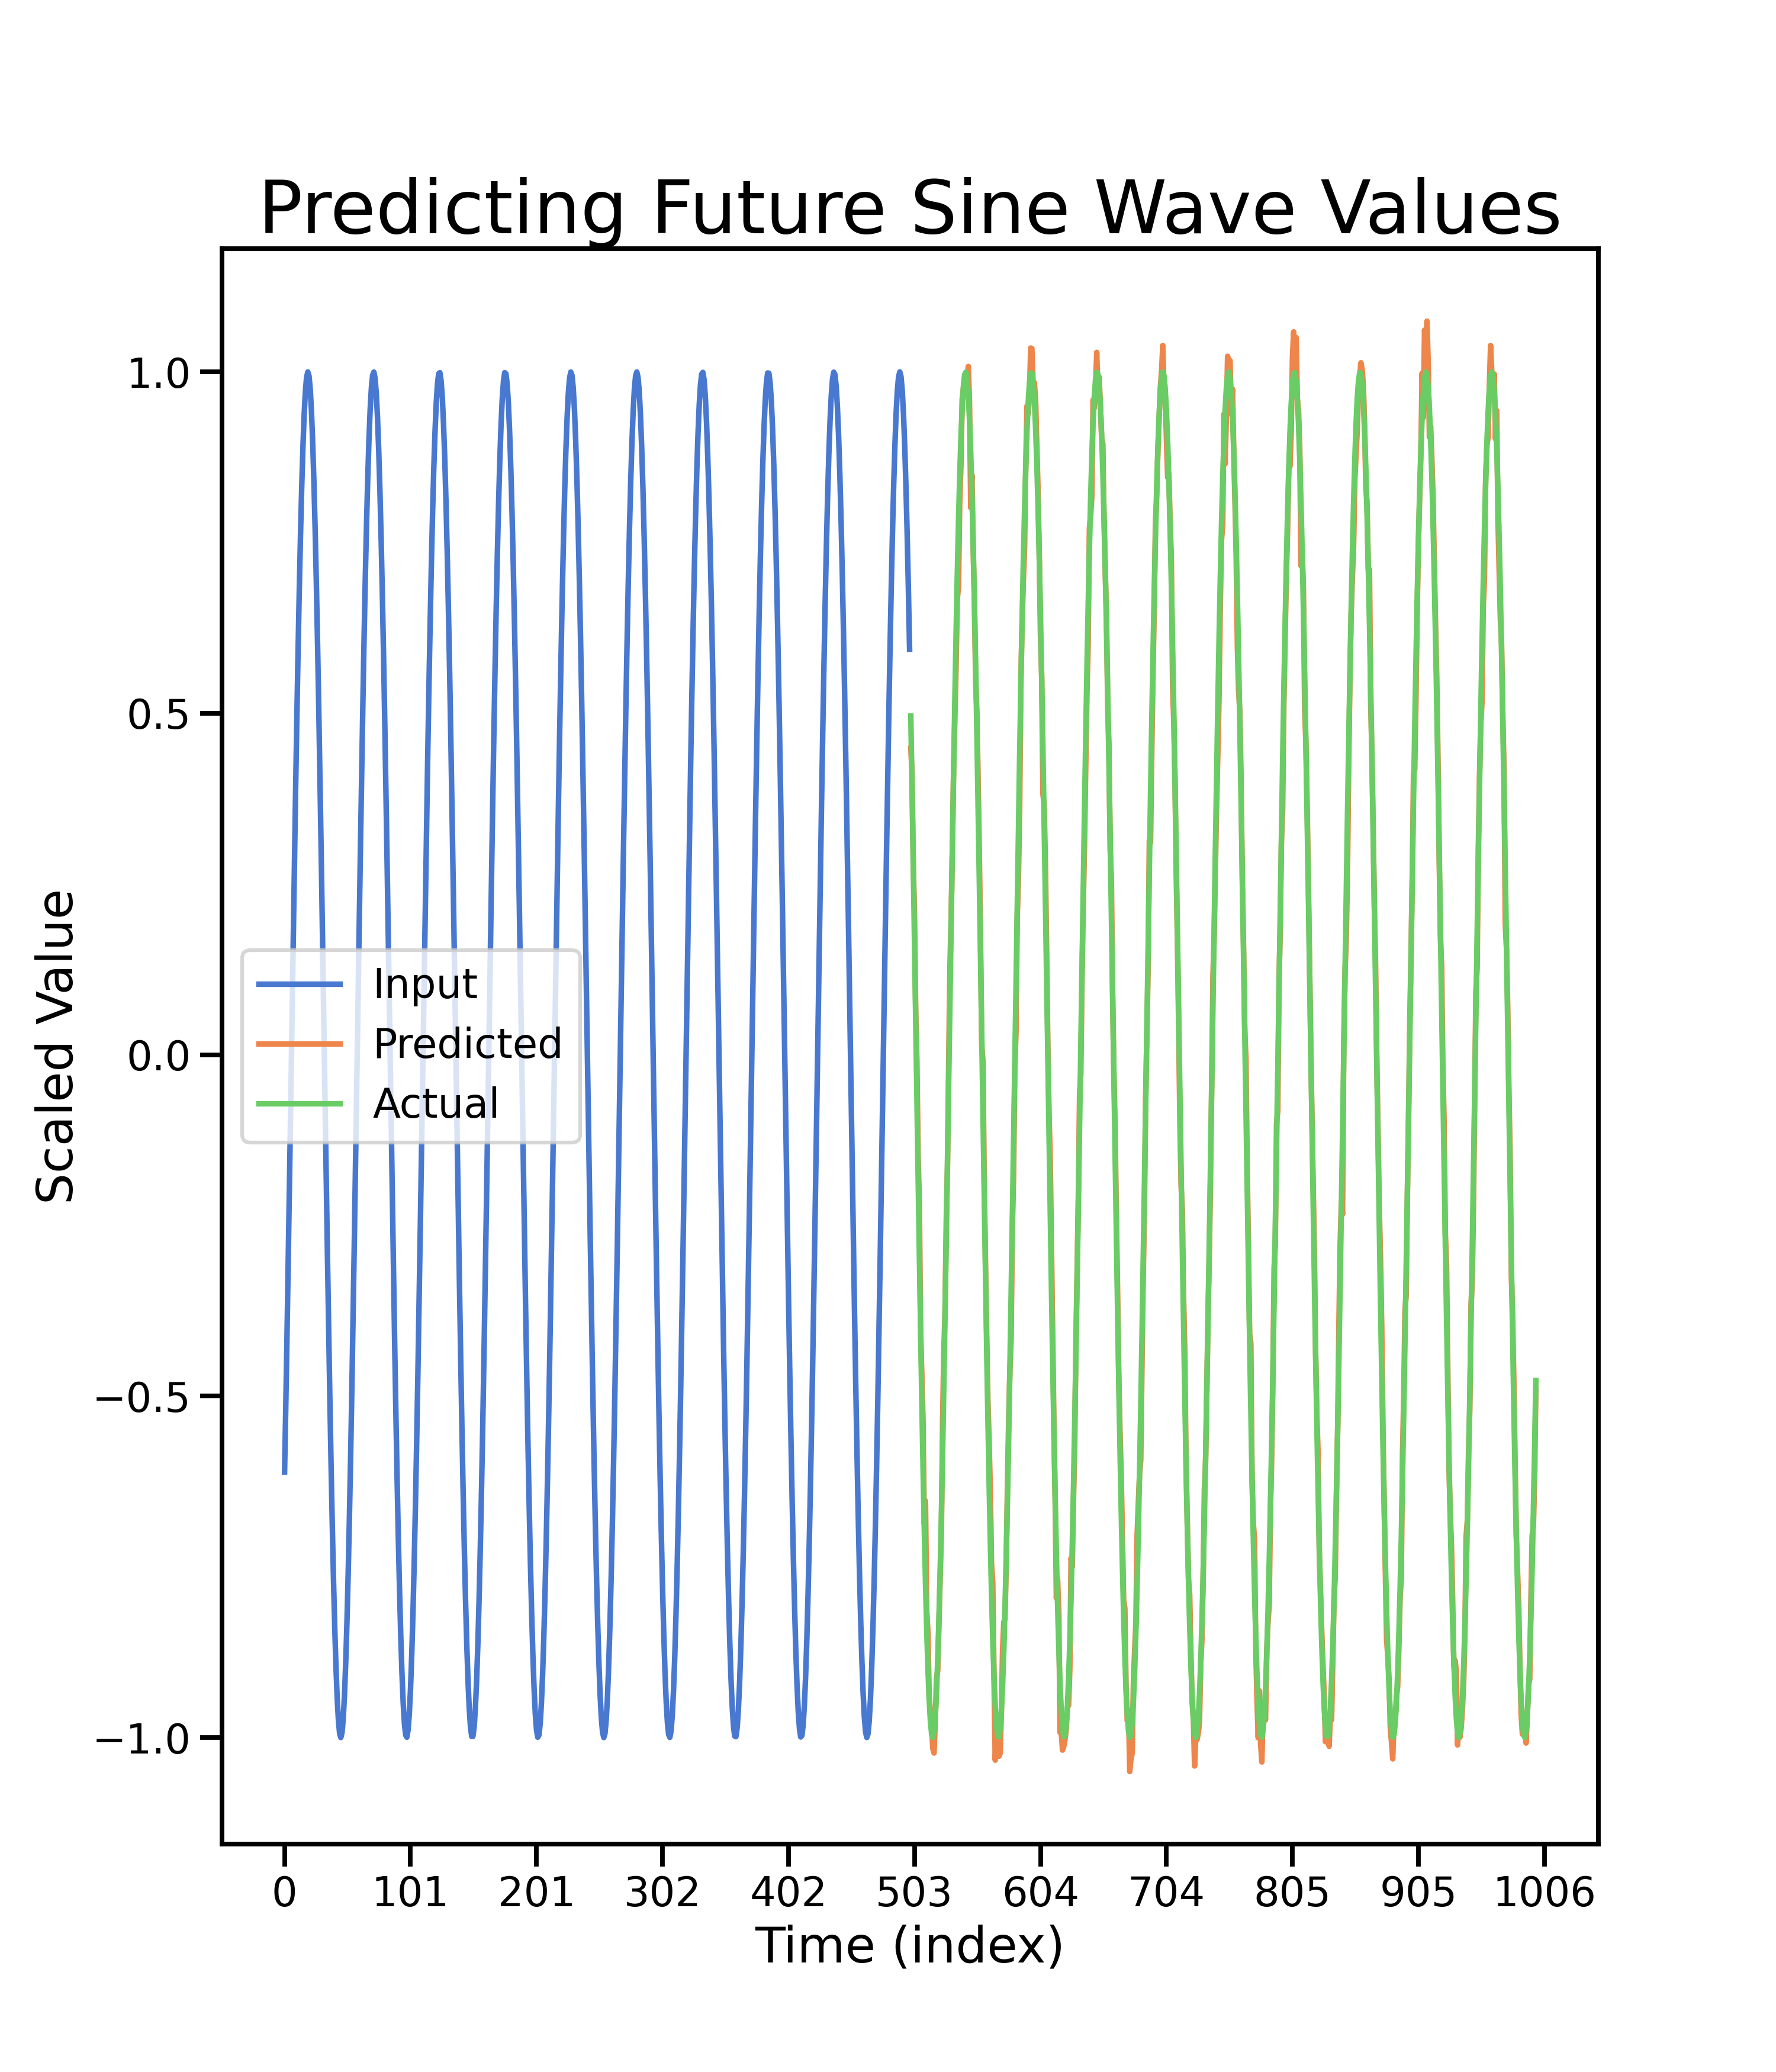 Predicting Future Sine Wave Values
1.0
0.5
0.0
−0.5
−1.0
Scaled Value
Input
Predicted
Actual
0 101 201 302 402 503 604 704 805 905 1006
Time (index)